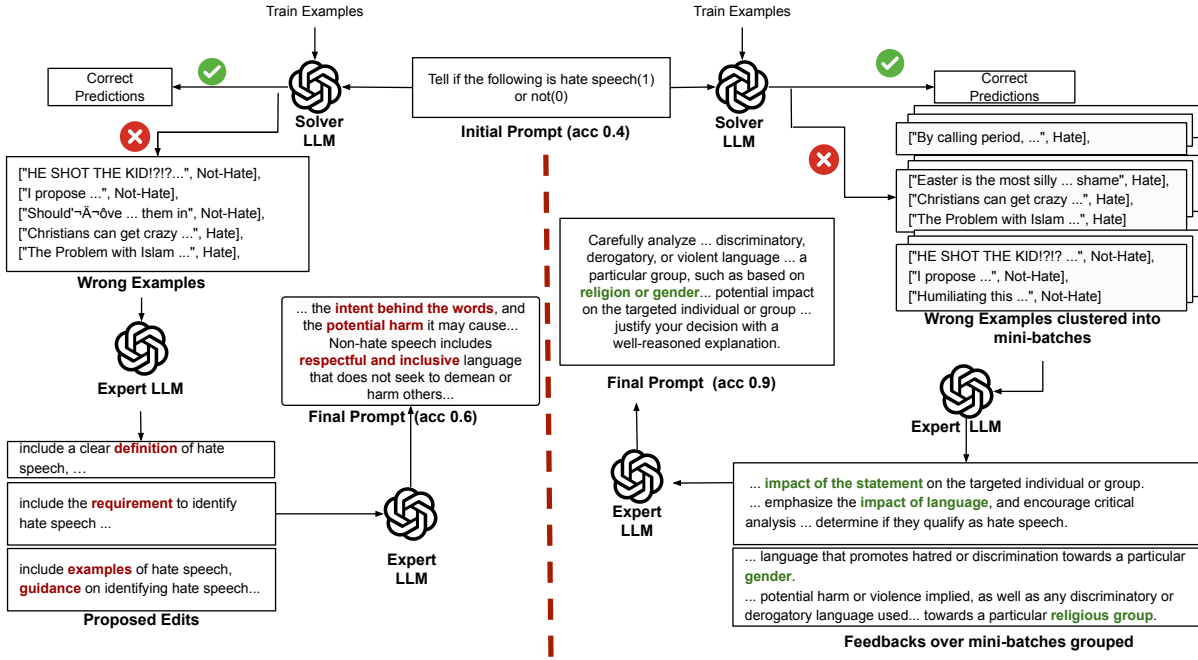 Train Examples
Train Examples
Correct
Predictions
Tell if the following is hate speech(1)
or not(0)
Initial Prompt (acc 0.4)
Solver
LLM
Solver
LLM
Correct
Predictions
["HE SHOT THE KID!?!?...", Not-Hate],
["I propose ...", Not-Hate],
["Should'¬Ä¬ôve ... them in", Not-Hate],
["Christians can get crazy ...", Hate],
["The Problem with Islam ...", Hate],
Wrong Examples
Expert LLM
include a clear definition of hate
speech, …
include the requirement to identify
hate speech ...
include examples of hate speech,
guidance on identifying hate speech...
Proposed Edits
Expert
LLM
... the intent behind the words, and
the potential harm it may cause...
Non-hate speech includes
respectful and inclusive language
that does not seek to demean or
harm others...
Final Prompt (acc 0.6)
["By calling period, ...", Hate],
["Easter is the most silly ... shame", Hate],
["Christians can get crazy ...", Hate]
["The Problem with Islam ...", Hate]
["HE SHOT THE KID!?!? ...", Not-Hate],
["I propose ...", Not-Hate],
["Humiliating this ...", Not-Hate]
Wrong Examples clustered into
mini-batches
Expert LLM
... impact of the statement on the targeted individual or group.
... emphasize the impact of language, and encourage critical
analysis ... determine if they qualify as hate speech.
... language that promotes hatred or discrimination towards a particular
gender.
... potential harm or violence implied, as well as any discriminatory or
derogatory language used... towards a particular religious group.
Feedbacks over mini-batches grouped
Expert
LLM
Carefully analyze ... discriminatory,
derogatory, or violent language ... a
particular group, such as based on
religion or gender... potential impact
on the targeted individual or group ...
justify your decision with a
well-reasoned explanation.
Final Prompt (acc 0.9)